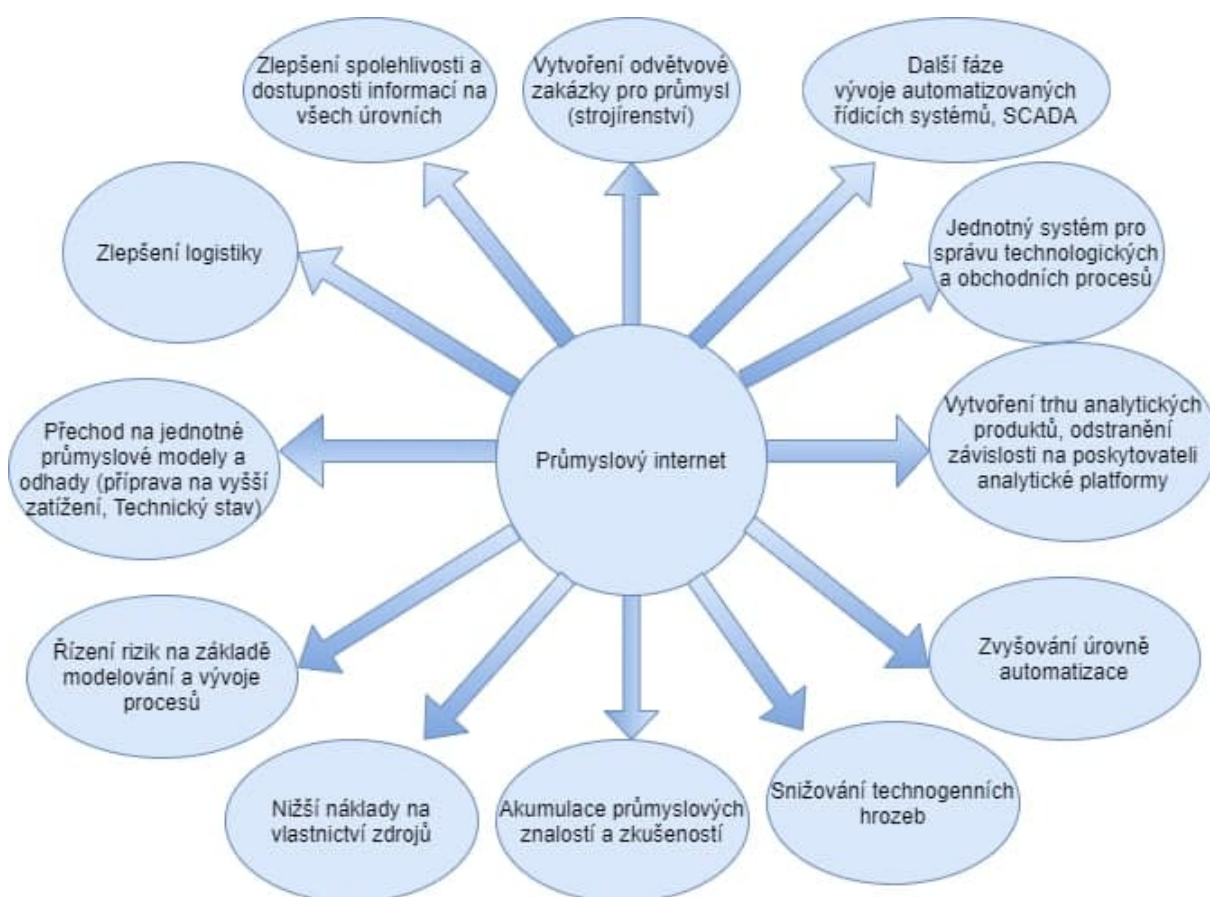 Zlepšení spolehlivosti a
dostupnosti informací na
všech úrovních
Vytvoření odvětvové
zakázky pro průmysl
(strojírenství)
Další fáze
vývoje automatizovaných
řídicích systémů, SCADA
Zlepšení logistiky
Jednotný systém pro
správu technologických
a obchodních procesů
Přechod na jednotné
průmyslové modely a
odhady (příprava na vyšší
zatížení, Technický stav)
Průmyslový internet
Vytvoření trhu analytických
produktů, odstranění
závislosti na poskytovateli
analytické platformy
Řízení rizik na základě
modelování a vývoje
procesů
Zvyšování úrovně
automatizace
Nižší náklady na
vlastnictví zdrojů
Akumulace průmyslových
znalostí a zkušeností
Snižování technogenních
hrozeb